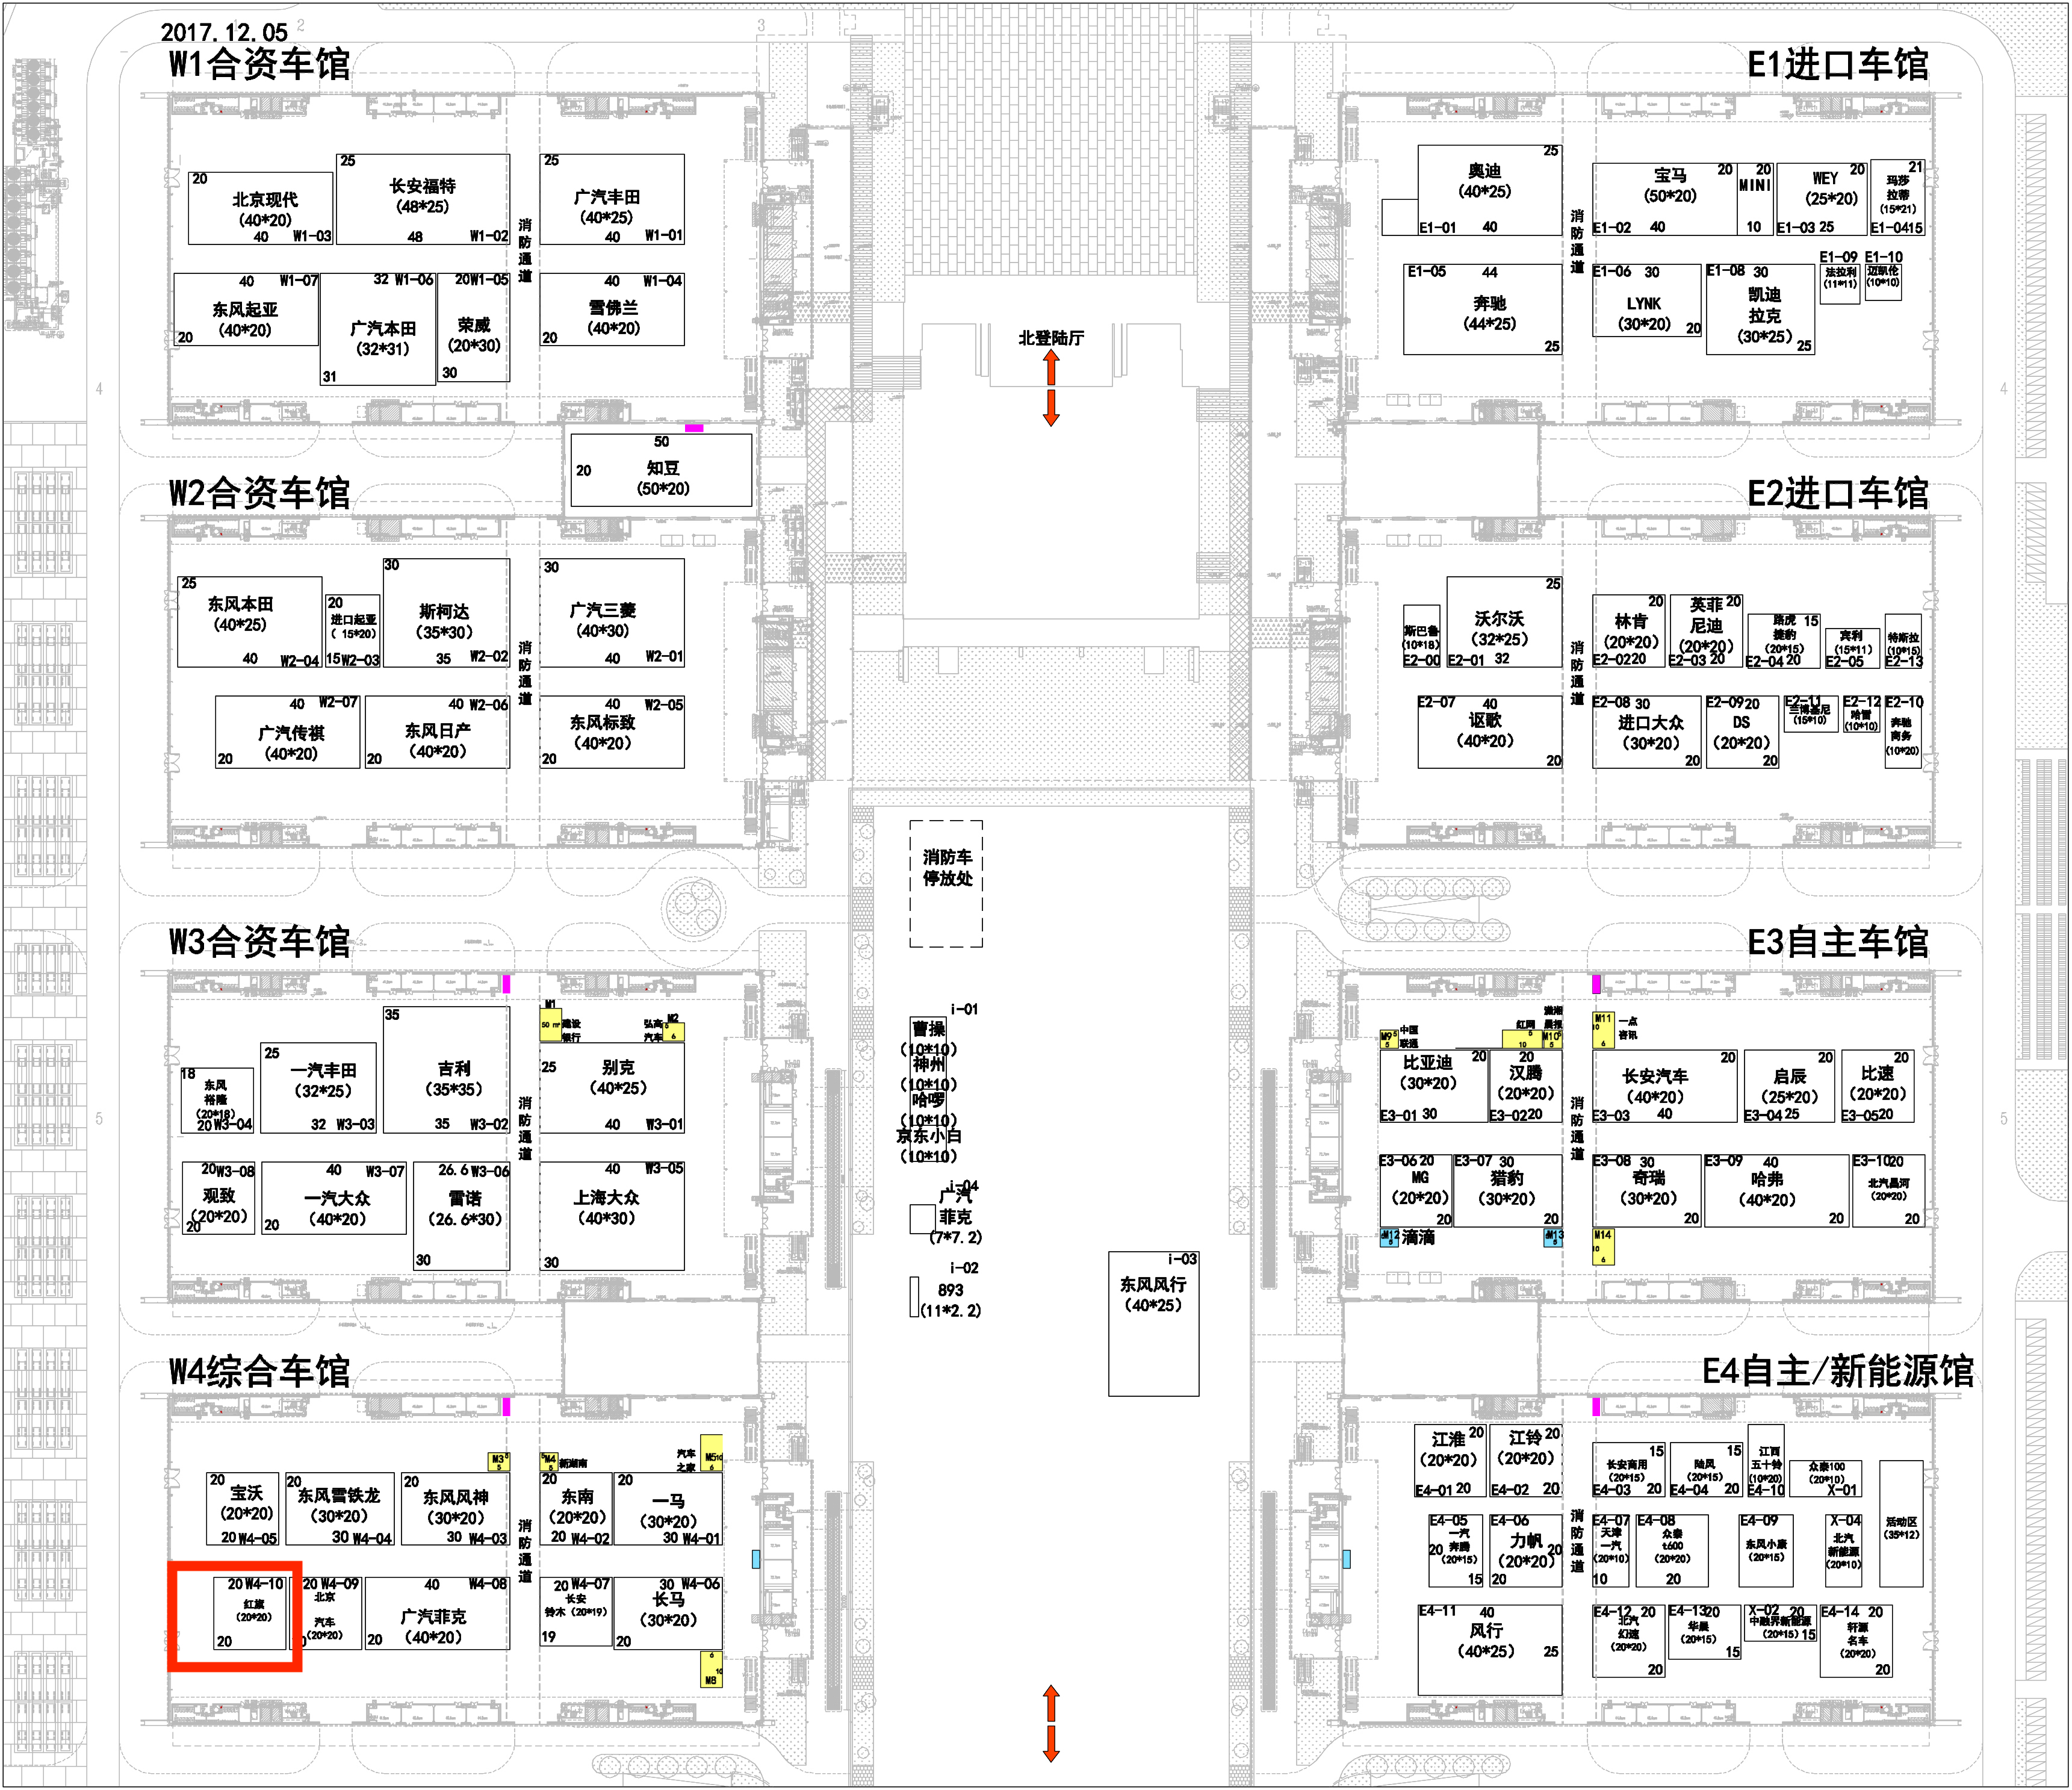 2017.12.05
W1合资车馆
25
长安福特
(48*25)
48
W1-02
20
北京现代
(40*20)
40
W1-03
25
广汽丰田
(40*25)
40
W1-01
消防通道
40
W1-07
东风起亚
(40*20)
20
32 W1-06
广汽本田
(32*31)
31
20W1-05
荣威
(20*30)
30
40
W1-04
雪佛兰
(40*20)
20
50
20
知豆
(50*20)
W2合资车馆
25
东风本田
(40*25)
40
W2-04
20
进口起亚
( 15*20)
15W2-03
30
斯柯达
(35*30)
35
W2-02
30
广汽三菱
(40*30)
40
W2-01
消防通道
40
W2-07
广汽传祺
(40*20)
20
40 W2-06
东风日产
(40*20)
20
40
W2-05
东风标致
(40*20)
20
W3合资车馆
18
东风
裕隆
(20*18)
20 W3-04
25
一汽丰田
(32*25)
32 W3-03
35
吉利
(35*35)
35
W3-02
M1
50 ㎡
建设
银行
弘高
汽车
M2
5
6
25
别克
(40*25)
40
W3-01
消防通道
20W3-08
观致
(20*20)
20
40
W3-07
一汽大众
(40*20)
20
26.6 W3-06
雷诺
(26.6*30)
30
40
W3-05
上海大众
(40*30)
30
W4综合车馆
M3
5
5
M4
5
5
新湖南
汽车
之家
M5
10
6
20
宝沃
(20*20)
20 W4-05
20
东风雪铁龙
(30*20)
30 W4-04
20
东风风神
(30*20)
30 W4-03
20
东南
(20*20)
20 W4-02
20
一马
(30*20)
30 W4-01
消防通道
20 W4-10
红旗
(20*20)
20
20 W4-09
北京
汽车
(20*20)
40
W4-08
广汽菲克
(40*20)
20
20 W4-07
长安
铃木 (20*19)
19
30 W4-06
长马
(30*20)
20
6
10
M8
北登陆厅
消防车
停放处
i-01
曹操
(10*10)
神州
(10*10)
哈啰
(10*10)
京东小白
(10*10)
i-04
广汽
菲克
(7*7.2)
i-02
893
(11*2.2)
i-03
东风风行
(40*25)
E1进口车馆
25
奥迪
(40*25)
E1-01
40
20
宝马
(50*20)
E1-02
40
20
MINI
10
20
WEY
(25*20)
E1-03 25
21
玛莎
拉蒂
(15*21)
E1-0415
消防通道
E1-05
44
奔驰
(44*25)
25
E1-06
30
LYNK
(30*20)
20
E1-08 30
凯迪
拉克
(30*25)
25
E1-09
法拉利
(11*11)
E1-10
迈凯伦
(10*10)
E2进口车馆
斯巴鲁
(10*18)
E2-00
25
沃尔沃
(32*25)
E2-01
32
20
林肯
(20*20)
E2-0220
英菲 20
尼迪
(20*20)
E2-03 20
路虎 15
捷豹
(20*15)
E2-04 20
宾利
(15*11)
E2-05
特斯拉
(10*15)
E2-13
消防通道
E2-07
40
讴歌
(40*20)
20
E2-08 30
进口大众
(30*20)
20
E2-0920
DS
(20*20)
20
E2-11
兰博基尼
(15*10)
E2-12
哈雷
(10*10)
E2-10
奔驰
商务
(10*20)
E3自主车馆
M9
5
5
中国
联通
红网
5
10
潇湘
晨报
M10
5
5
M11
10
6
一点
咨讯
20
比亚迪
(30*20)
E3-01 30
20
汉腾
(20*20)
E3-0220
20
长安汽车
(40*20)
E3-03
40
20
启辰
(25*20)
E3-04 25
20
比速
(20*20)
E3-0520
消防通道
E3-06 20
MG
(20*20)
20
E3-07 30
猎豹
(30*20)
20
E3-08 30
奇瑞
(30*20)
20
E3-09
40
哈弗
(40*20)
20
E3-1020
北汽昌河
(20*20)
20
M12
5
滴滴
M13
5
M14
10
6
E4自主/新能源馆
江淮 20
(20*20)
E4-01 20
江铃 20
(20*20)
E4-02 20
15
长安商用
(20*15)
E4-03 20
15
陆风
(20*15)
E4-04 20
江西
五十铃
(10*20)
E4-10
众泰100
(20*10)
X-01
活动区
(35*12)
消防通道
E4-05
一汽
奔腾
20
(20*15)
15
E4-06
力帆
20
(20*20)
20
E4-07
天津
一汽
(20*10)
10
E4-08
众泰
t600
(20*20)
20
E4-09
东风小康
(20*15)
X-04
北汽
新能源
(20*10)
E4-11
40
风行
(40*25)
25
E4-12 20
北汽
幻速
(20*20)
20
E4-1320
华晨
(20*15)
15
X-02 20
中融界新能源
(20*15) 15
E4-14 20
轩源
名车
(20*20)
20